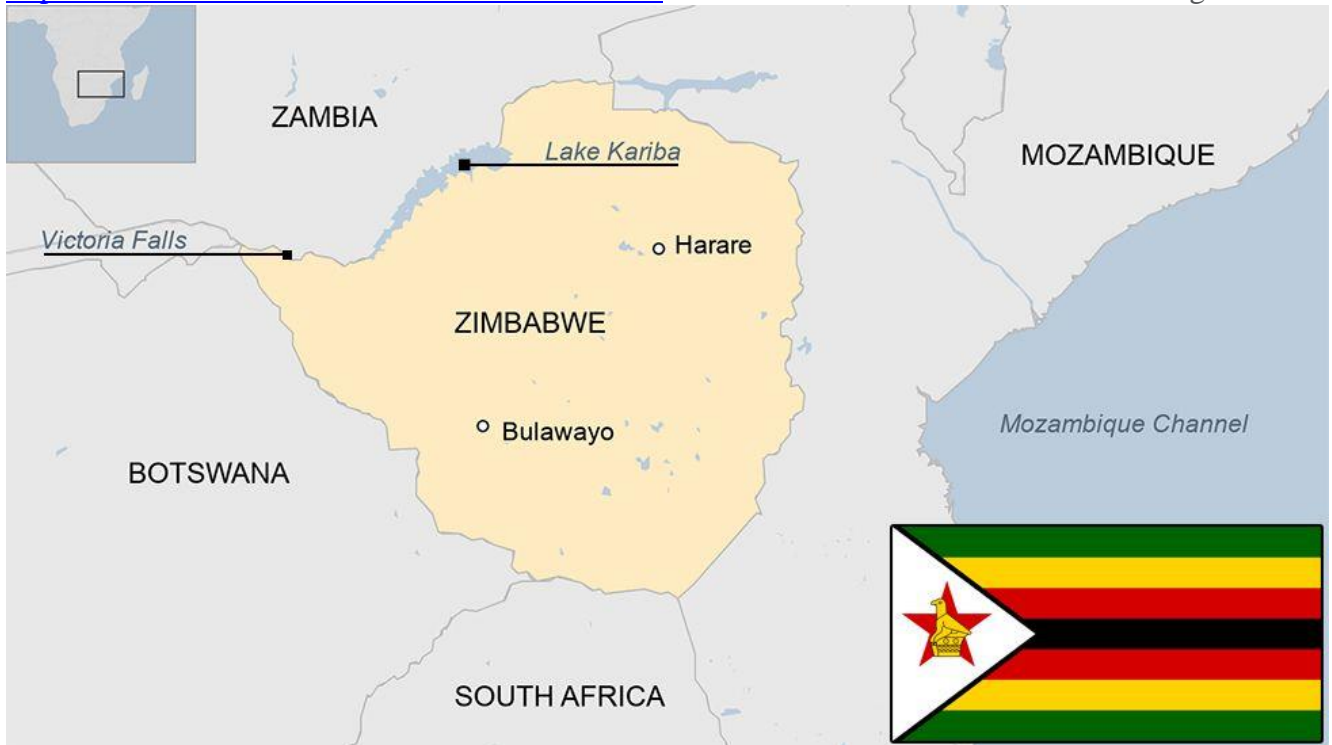 ZAMBIA
Lake Kariba
MOZAMBIQUE
Victoria Falls
Harare
ZIMBABWE
Mozambique Channel
Bulawayo
BOTSWANA
SOUTH AFRICA